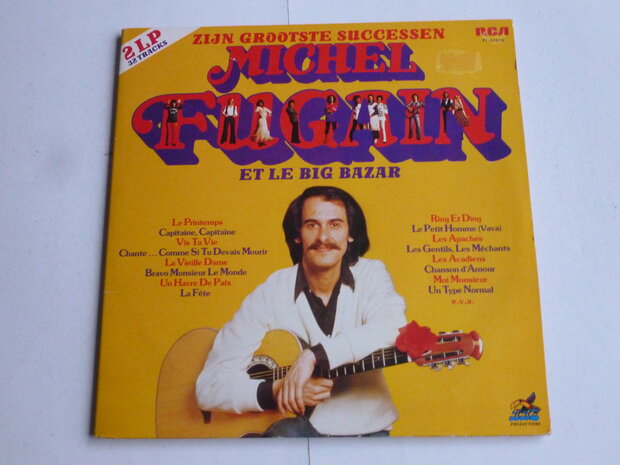 2 LP
32 TRACKS
ZIJN GROOTSTE SUCCESSEN
RCA
MICHEL
FUGAIN
ET LE BIG BAZAR
Le Printemps
Capitaine, Capitaine
Vis Ta Vie
Chante... Comme Si Tu Devais Mourir
La Vieille Dame
Bravo Monsieur Le Monde
Un Havre De Paix
La Fête
Ring Et Ding
Le Petit Homme (Vava)
Les Apaches
Les Gentils, Les Méchants
Les Acadiens
Chanson d'Amour
Moi Monsieur
Un Type Normal
e.v.a.
PRODUCTIONS